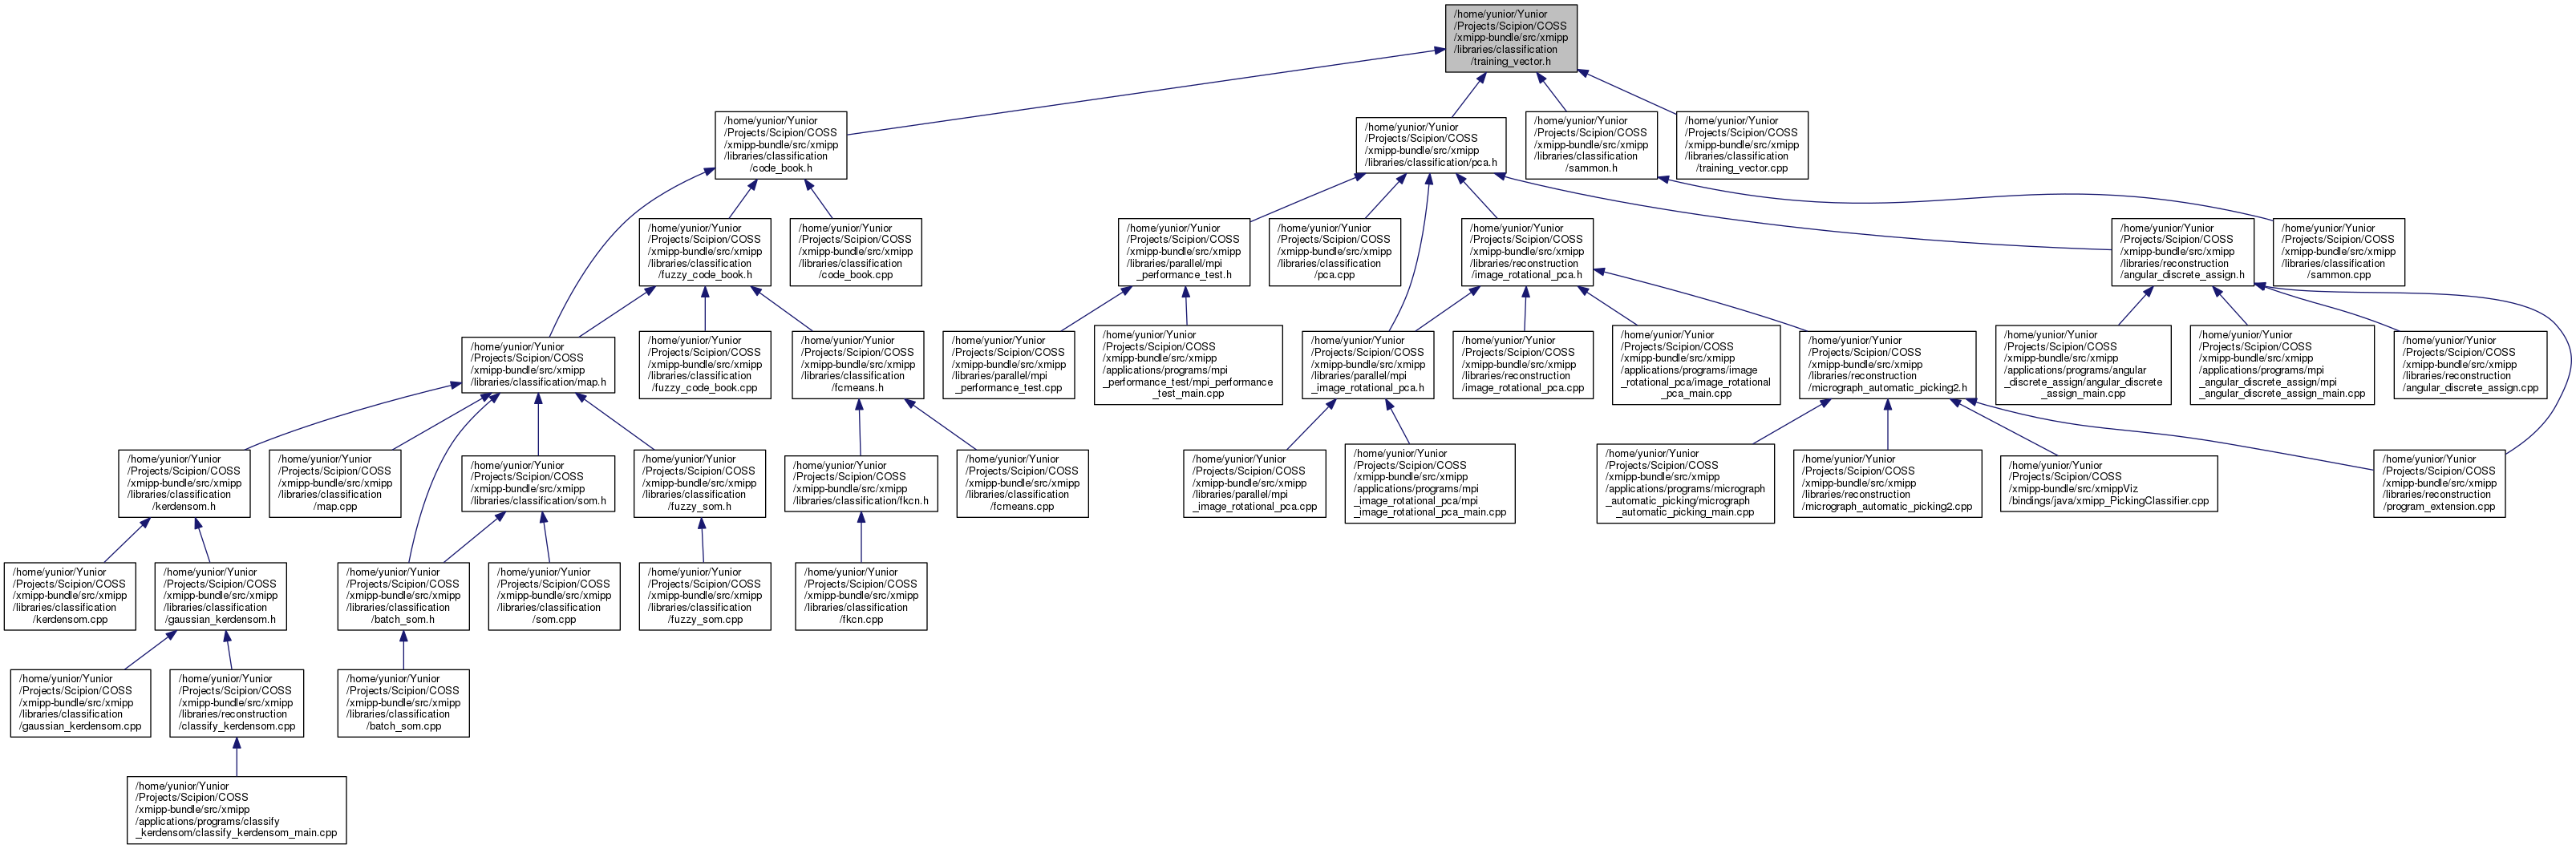 /home/yunior/Yunior
/Projects/Scipion/COSS
/xmipp-bundle/src/xmipp
/libraries/classification
/training_vector.h
/home/yunior/Yunior
/Projects/Scipion/COSS
/xmipp-bundle/src/xmipp
/libraries/classification
/code_book.h
/home/yunior/Yunior
/Projects/Scipion/COSS
/xmipp-bundle/src/xmipp
/libraries/classification/pca.h
/home/yunior/Yunior
/Projects/Scipion/COSS
/xmipp-bundle/src/xmipp
/libraries/classification
/sammon.h
/home/yunior/Yunior
/Projects/Scipion/COSS
/xmipp-bundle/src/xmipp
/libraries/classification
/training_vector.cpp
/home/yunior/Yunior
/Projects/Scipion/COSS
/xmipp-bundle/src/xmipp
/libraries/classification
/fuzzy_code_book.h
/home/yunior/Yunior
/Projects/Scipion/COSS
/xmipp-bundle/src/xmipp
/libraries/classification
/code_book.cpp
/home/yunior/Yunior
/Projects/Scipion/COSS
/xmipp-bundle/src/xmipp
/libraries/parallel/mpi
_performance_test.h
/home/yunior/Yunior
/Projects/Scipion/COSS
/xmipp-bundle/src/xmipp
/libraries/classification
/pca.cpp
/home/yunior/Yunior
/Projects/Scipion/COSS
/xmipp-bundle/src/xmipp
/libraries/reconstruction
/image_rotational_pca.h
/home/yunior/Yunior
/Projects/Scipion/COSS
/xmipp-bundle/src/xmipp
/libraries/reconstruction
/angular_discrete_assign.h
/home/yunior/Yunior
/Projects/Scipion/COSS
/xmipp-bundle/src/xmipp
/libraries/classification
/sammon.cpp
/home/yunior/Yunior
/Projects/Scipion/COSS
/xmipp-bundle/src/xmipp
/libraries/classification/map.h
/home/yunior/Yunior
/Projects/Scipion/COSS
/xmipp-bundle/src/xmipp
/libraries/classification
/fuzzy_code_book.cpp
/home/yunior/Yunior
/Projects/Scipion/COSS
/xmipp-bundle/src/xmipp
/libraries/classification
/fcmeans.h
/home/yunior/Yunior
/Projects/Scipion/COSS
/xmipp-bundle/src/xmipp
/libraries/parallel/mpi
_performance_test.cpp
/home/yunior/Yunior
/Projects/Scipion/COSS
/xmipp-bundle/src/xmipp
/applications/programs/mpi
_performance_test/mpi_performance
_test_main.cpp
/home/yunior/Yunior
/Projects/Scipion/COSS
/xmipp-bundle/src/xmipp
/libraries/parallel/mpi
_image_rotational_pca.h
/home/yunior/Yunior
/Projects/Scipion/COSS
/xmipp-bundle/src/xmipp
/libraries/reconstruction
/image_rotational_pca.cpp
/home/yunior/Yunior
/Projects/Scipion/COSS
/xmipp-bundle/src/xmipp
/applications/programs/image
_rotational_pca/image_rotational
_pca_main.cpp
/home/yunior/Yunior
/Projects/Scipion/COSS
/xmipp-bundle/src/xmipp
/libraries/reconstruction
/micrograph_automatic_picking2.h
/home/yunior/Yunior
/Projects/Scipion/COSS
/xmipp-bundle/src/xmipp
/applications/programs/angular
_discrete_assign/angular_discrete
_assign_main.cpp
/home/yunior/Yunior
/Projects/Scipion/COSS
/xmipp-bundle/src/xmipp
/applications/programs/mpi
_angular_discrete_assign/mpi
_angular_discrete_assign_main.cpp
/home/yunior/Yunior
/Projects/Scipion/COSS
/xmipp-bundle/src/xmipp
/libraries/reconstruction
/angular_discrete_assign.cpp
/home/yunior/Yunior
/Projects/Scipion/COSS
/xmipp-bundle/src/xmipp
/libraries/classification
/kerdensom.h
/home/yunior/Yunior
/Projects/Scipion/COSS
/xmipp-bundle/src/xmipp
/libraries/classification
/map.cpp
/home/yunior/Yunior
/Projects/Scipion/COSS
/xmipp-bundle/src/xmipp
/libraries/classification/som.h
/home/yunior/Yunior
/Projects/Scipion/COSS
/xmipp-bundle/src/xmipp
/libraries/classification
/fuzzy_som.h
/home/yunior/Yunior
/Projects/Scipion/COSS
/xmipp-bundle/src/xmipp
/libraries/classification/fkcn.h
/home/yunior/Yunior
/Projects/Scipion/COSS
/xmipp-bundle/src/xmipp
/libraries/classification
/fcmeans.cpp
/home/yunior/Yunior
/Projects/Scipion/COSS
/xmipp-bundle/src/xmipp
/libraries/parallel/mpi
_image_rotational_pca.cpp
/home/yunior/Yunior
/Projects/Scipion/COSS
/xmipp-bundle/src/xmipp
/applications/programs/mpi
_image_rotational_pca/mpi
_image_rotational_pca_main.cpp
/home/yunior/Yunior
/Projects/Scipion/COSS
/xmipp-bundle/src/xmipp
/applications/programs/micrograph
_automatic_picking/micrograph
_automatic_picking_main.cpp
/home/yunior/Yunior
/Projects/Scipion/COSS
/xmipp-bundle/src/xmipp
/libraries/reconstruction
/micrograph_automatic_picking2.cpp
/home/yunior/Yunior
/Projects/Scipion/COSS
/xmipp-bundle/src/xmippViz
/bindings/java/xmipp_PickingClassifier.cpp
/home/yunior/Yunior
/Projects/Scipion/COSS
/xmipp-bundle/src/xmipp
/libraries/reconstruction
/program_extension.cpp
/home/yunior/Yunior
/Projects/Scipion/COSS
/xmipp-bundle/src/xmipp
/libraries/classification
/kerdensom.cpp
/home/yunior/Yunior
/Projects/Scipion/COSS
/xmipp-bundle/src/xmipp
/libraries/classification
/gaussian_kerdensom.h
/home/yunior/Yunior
/Projects/Scipion/COSS
/xmipp-bundle/src/xmipp
/libraries/classification
/batch_som.h
/home/yunior/Yunior
/Projects/Scipion/COSS
/xmipp-bundle/src/xmipp
/libraries/classification
/som.cpp
/home/yunior/Yunior
/Projects/Scipion/COSS
/xmipp-bundle/src/xmipp
/libraries/classification
/fuzzy_som.cpp
/home/yunior/Yunior
/Projects/Scipion/COSS
/xmipp-bundle/src/xmipp
/libraries/classification
/fkcn.cpp
/home/yunior/Yunior
/Projects/Scipion/COSS
/xmipp-bundle/src/xmipp
/libraries/classification
/gaussian_kerdensom.cpp
/home/yunior/Yunior
/Projects/Scipion/COSS
/xmipp-bundle/src/xmipp
/libraries/reconstruction
/classify_kerdensom.cpp
/home/yunior/Yunior
/Projects/Scipion/COSS
/xmipp-bundle/src/xmipp
/libraries/classification
/batch_som.cpp
/home/yunior/Yunior
/Projects/Scipion/COSS
/xmipp-bundle/src/xmipp
/applications/programs/classify
_kerdensom/classify_kerdensom_main.cpp